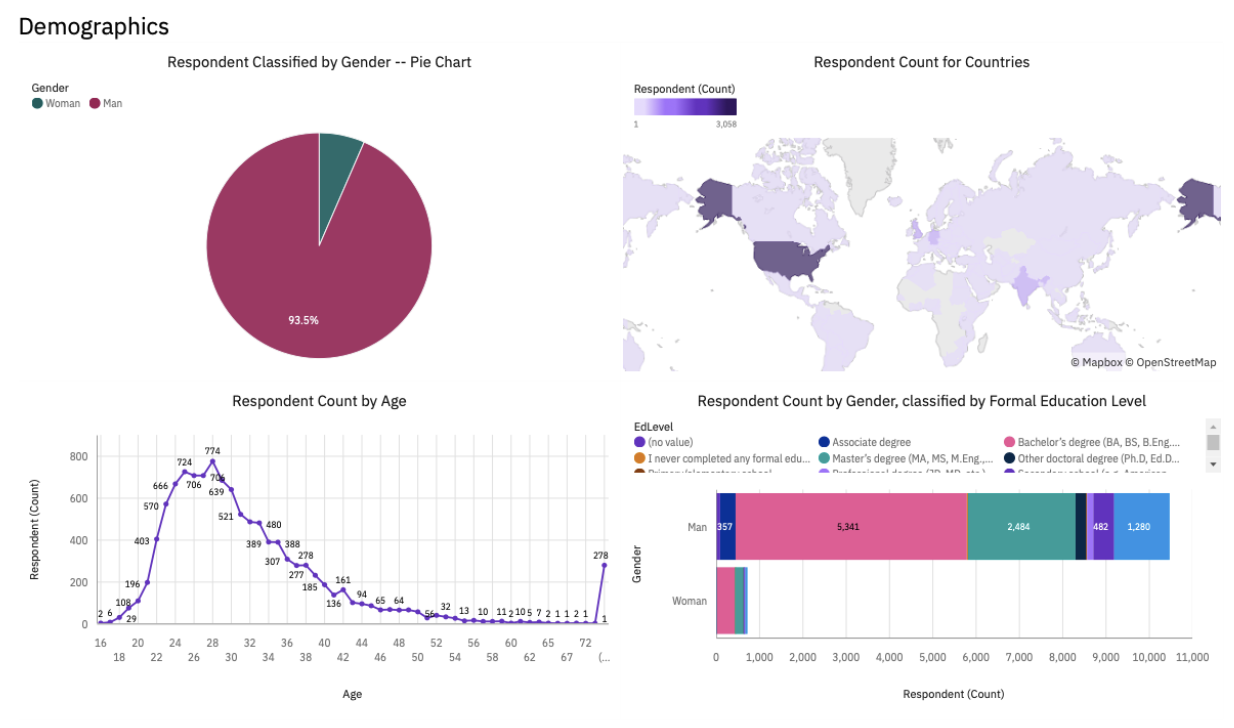 Demographics
Respondent Classified by Gender -- Pie Chart
Gender
Woman Man
93.5%
Respondent Count for Countries
Respondent (Count)
1 3,058
© Mapbox © OpenStreetMap
Respondent Count by Age
Respondent (Count)
800
600
400
200
0
2 6 108 29 196 403 570 666 724 706 774 706 639 521 389 480 307 388 277 278 185 136 161 94 65 64 56 32 13 10 11 2 10 5 7 2 1 1 2 1 278 1
16 20 24 28 32 36 40 44 48 52 56 60 65 72
18 22 26 30 34 38 42 46 50 54 58 62 67 (...
Age
Respondent Count by Gender, classified by Formal Education Level
EdLevel
(no value) Associate degree Bachelor's degree (BA, BS, B.Eng....
I never completed any formal edu... Master's degree (MA, MS, M.Eng.,... Other doctoral degree (Ph.D, Ed.D...
Gender
Man 357 5,341 2,484 482 1,280
Woman
0 1,000 2,000 3,000 4,000 5,000 6,000 7,000 8,000 9,000 10,000 11,000
Respondent (Count)